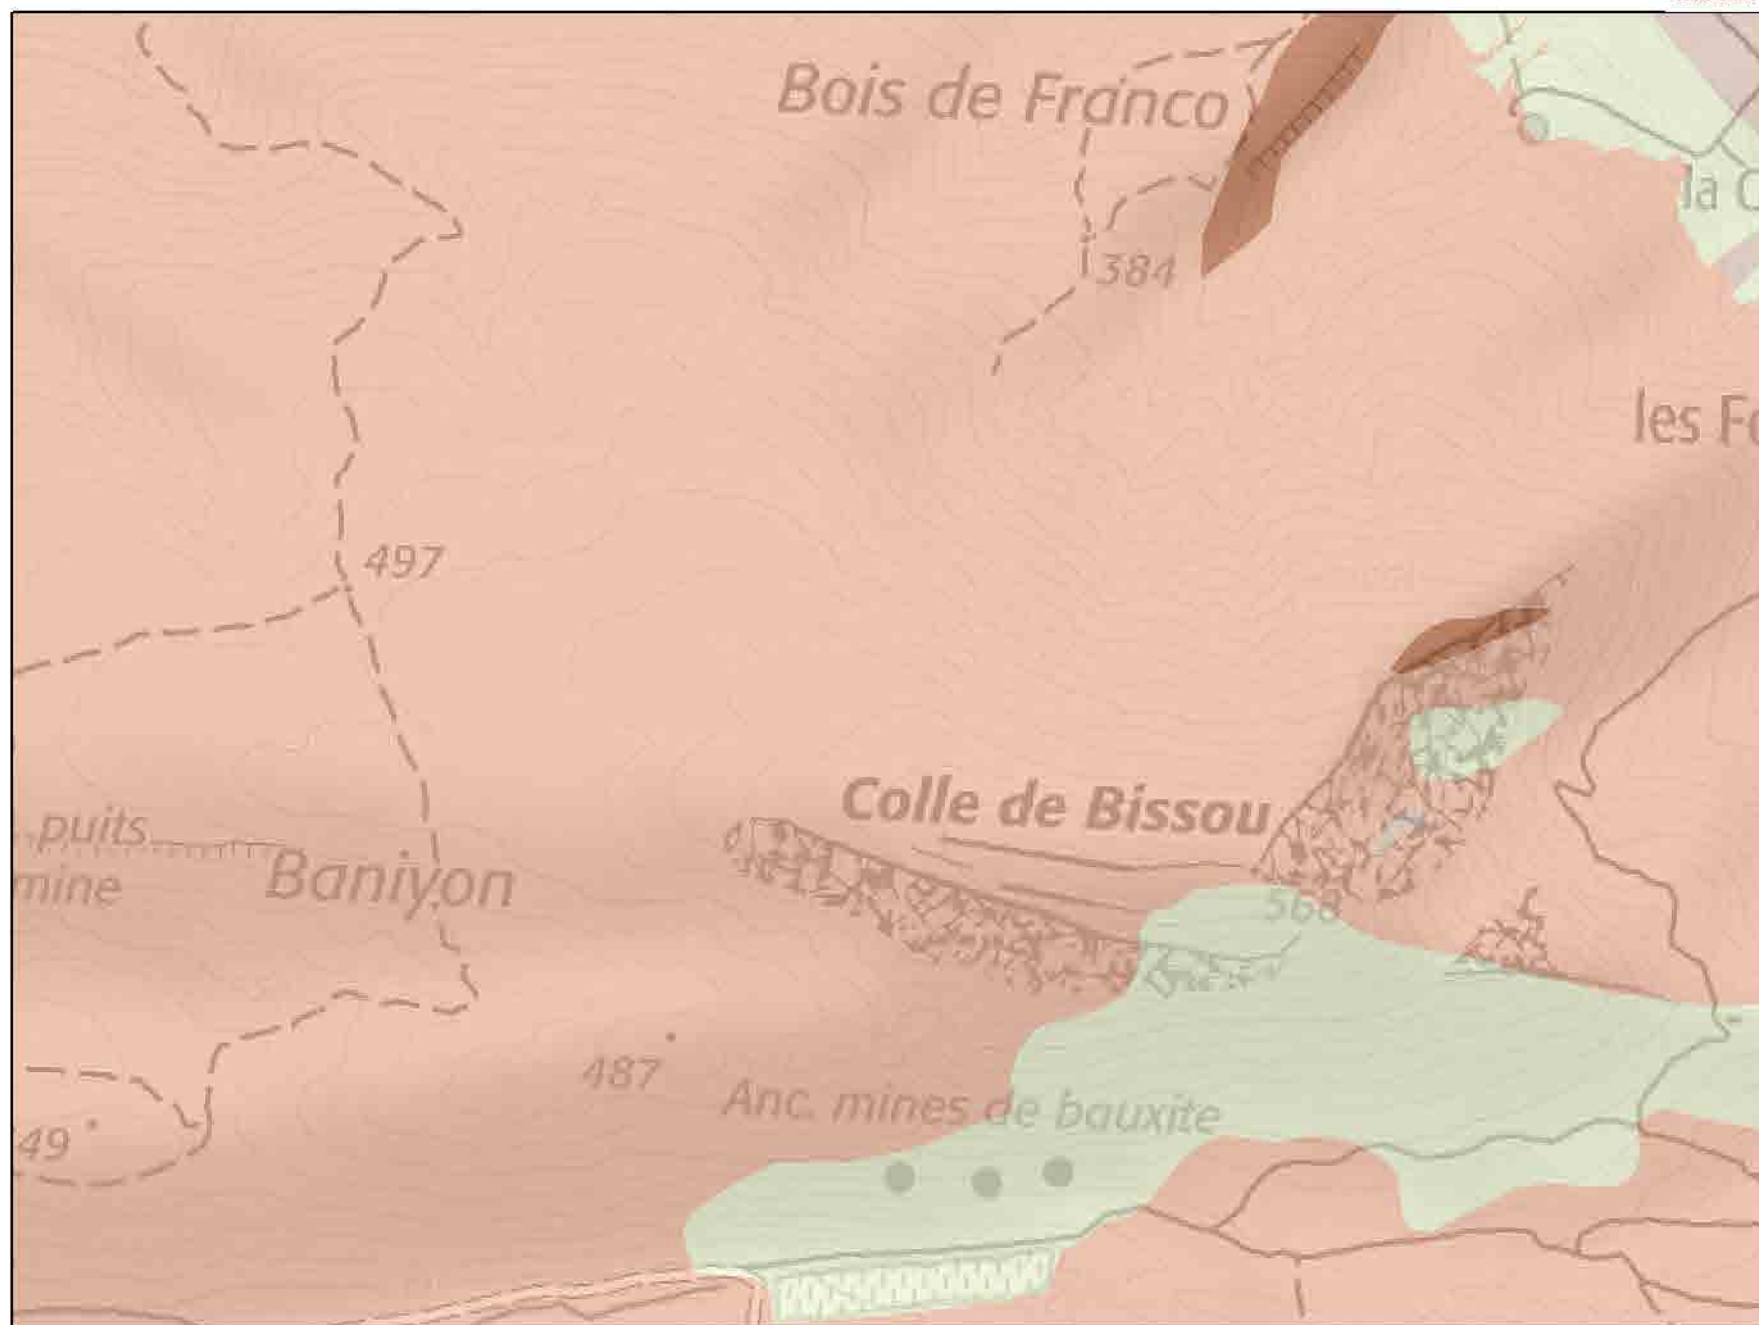 Bois de Franco
la C
384
les Fo
497
Colle de Bissou
puits
mine
Baniyon
568
487
Anc. mines de bauxite
49